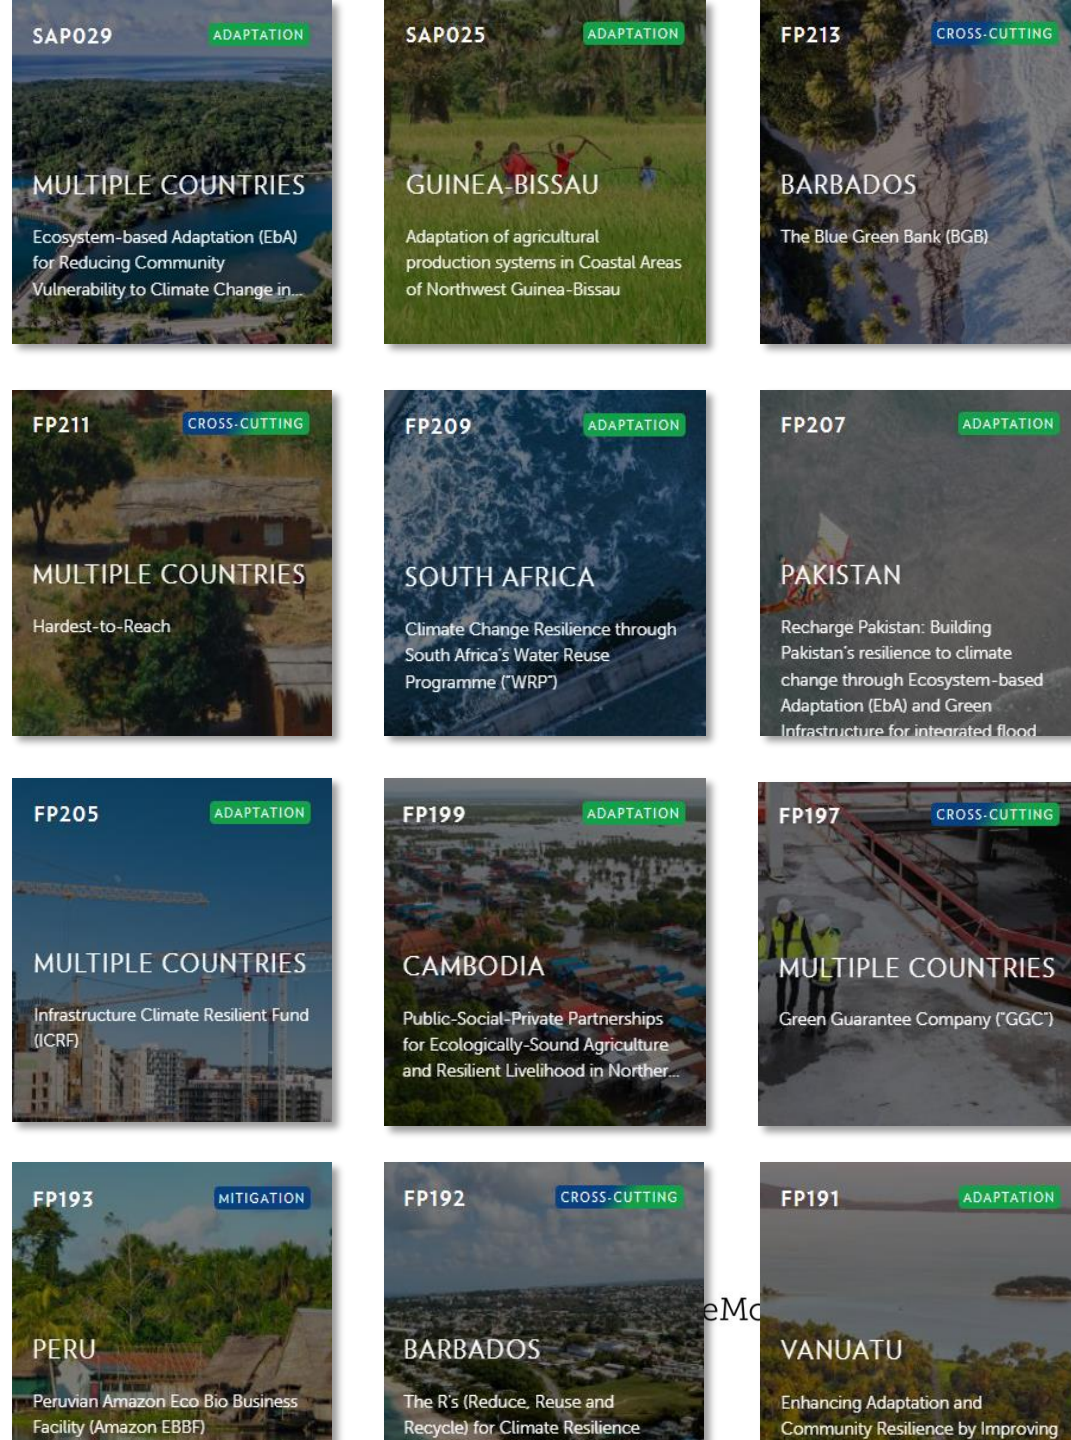 SAP029
ADAPTATION
MULTIPLE COUNTRIES
Ecosystem-based Adaptation (EbA)
for Reducing Community
Vulnerability to Climate Change in...
SAP025
ADAPTATION
GUINEA-BISSAU
Adaptation of agricultural
production systems in Coastal Areas
of Northwest Guinea-Bissau
FP213
CROSS-CUTTING
BARBADOS
The Blue Green Bank (BGB)
FP211
CROSS-CUTTING
MULTIPLE COUNTRIES
Hardest-to-Reach
FP209
ADAPTATION
SOUTH AFRICA
Climate Change Resilience through
South Africa's Water Reuse
Programme ("WRP")
FP207
ADAPTATION
PAKISTAN
Recharge Pakistan: Building
Pakistan's resilience to climate
change through Ecosystem-based
Adaptation (EbA) and Green
Infrastructure for integrated flood
FP205
ADAPTATION
MULTIPLE COUNTRIES
Infrastructure Climate Resilient Fund
(ICRF)
FP199
ADAPTATION
CAMBODIA
Public-Social-Private Partnerships
for Ecologically-Sound Agriculture
and Resilient Livelihood in Norther...
FP197
CROSS-CUTTING
MULTIPLE COUNTRIES
Green Guarantee Company ("GGC")
FP193
MITIGATION
PERU
Peruvian Amazon Eco Bio Business
Facility (Amazon EBBF)
FP192
CROSS-CUTTING
BARBADOS
The R's (Reduce, Reuse and
Recycle) for Climate Resilience
eMo
FP191
ADAPTATION
VANUATU
Enhancing Adaptation and
Community Resilience by Improving